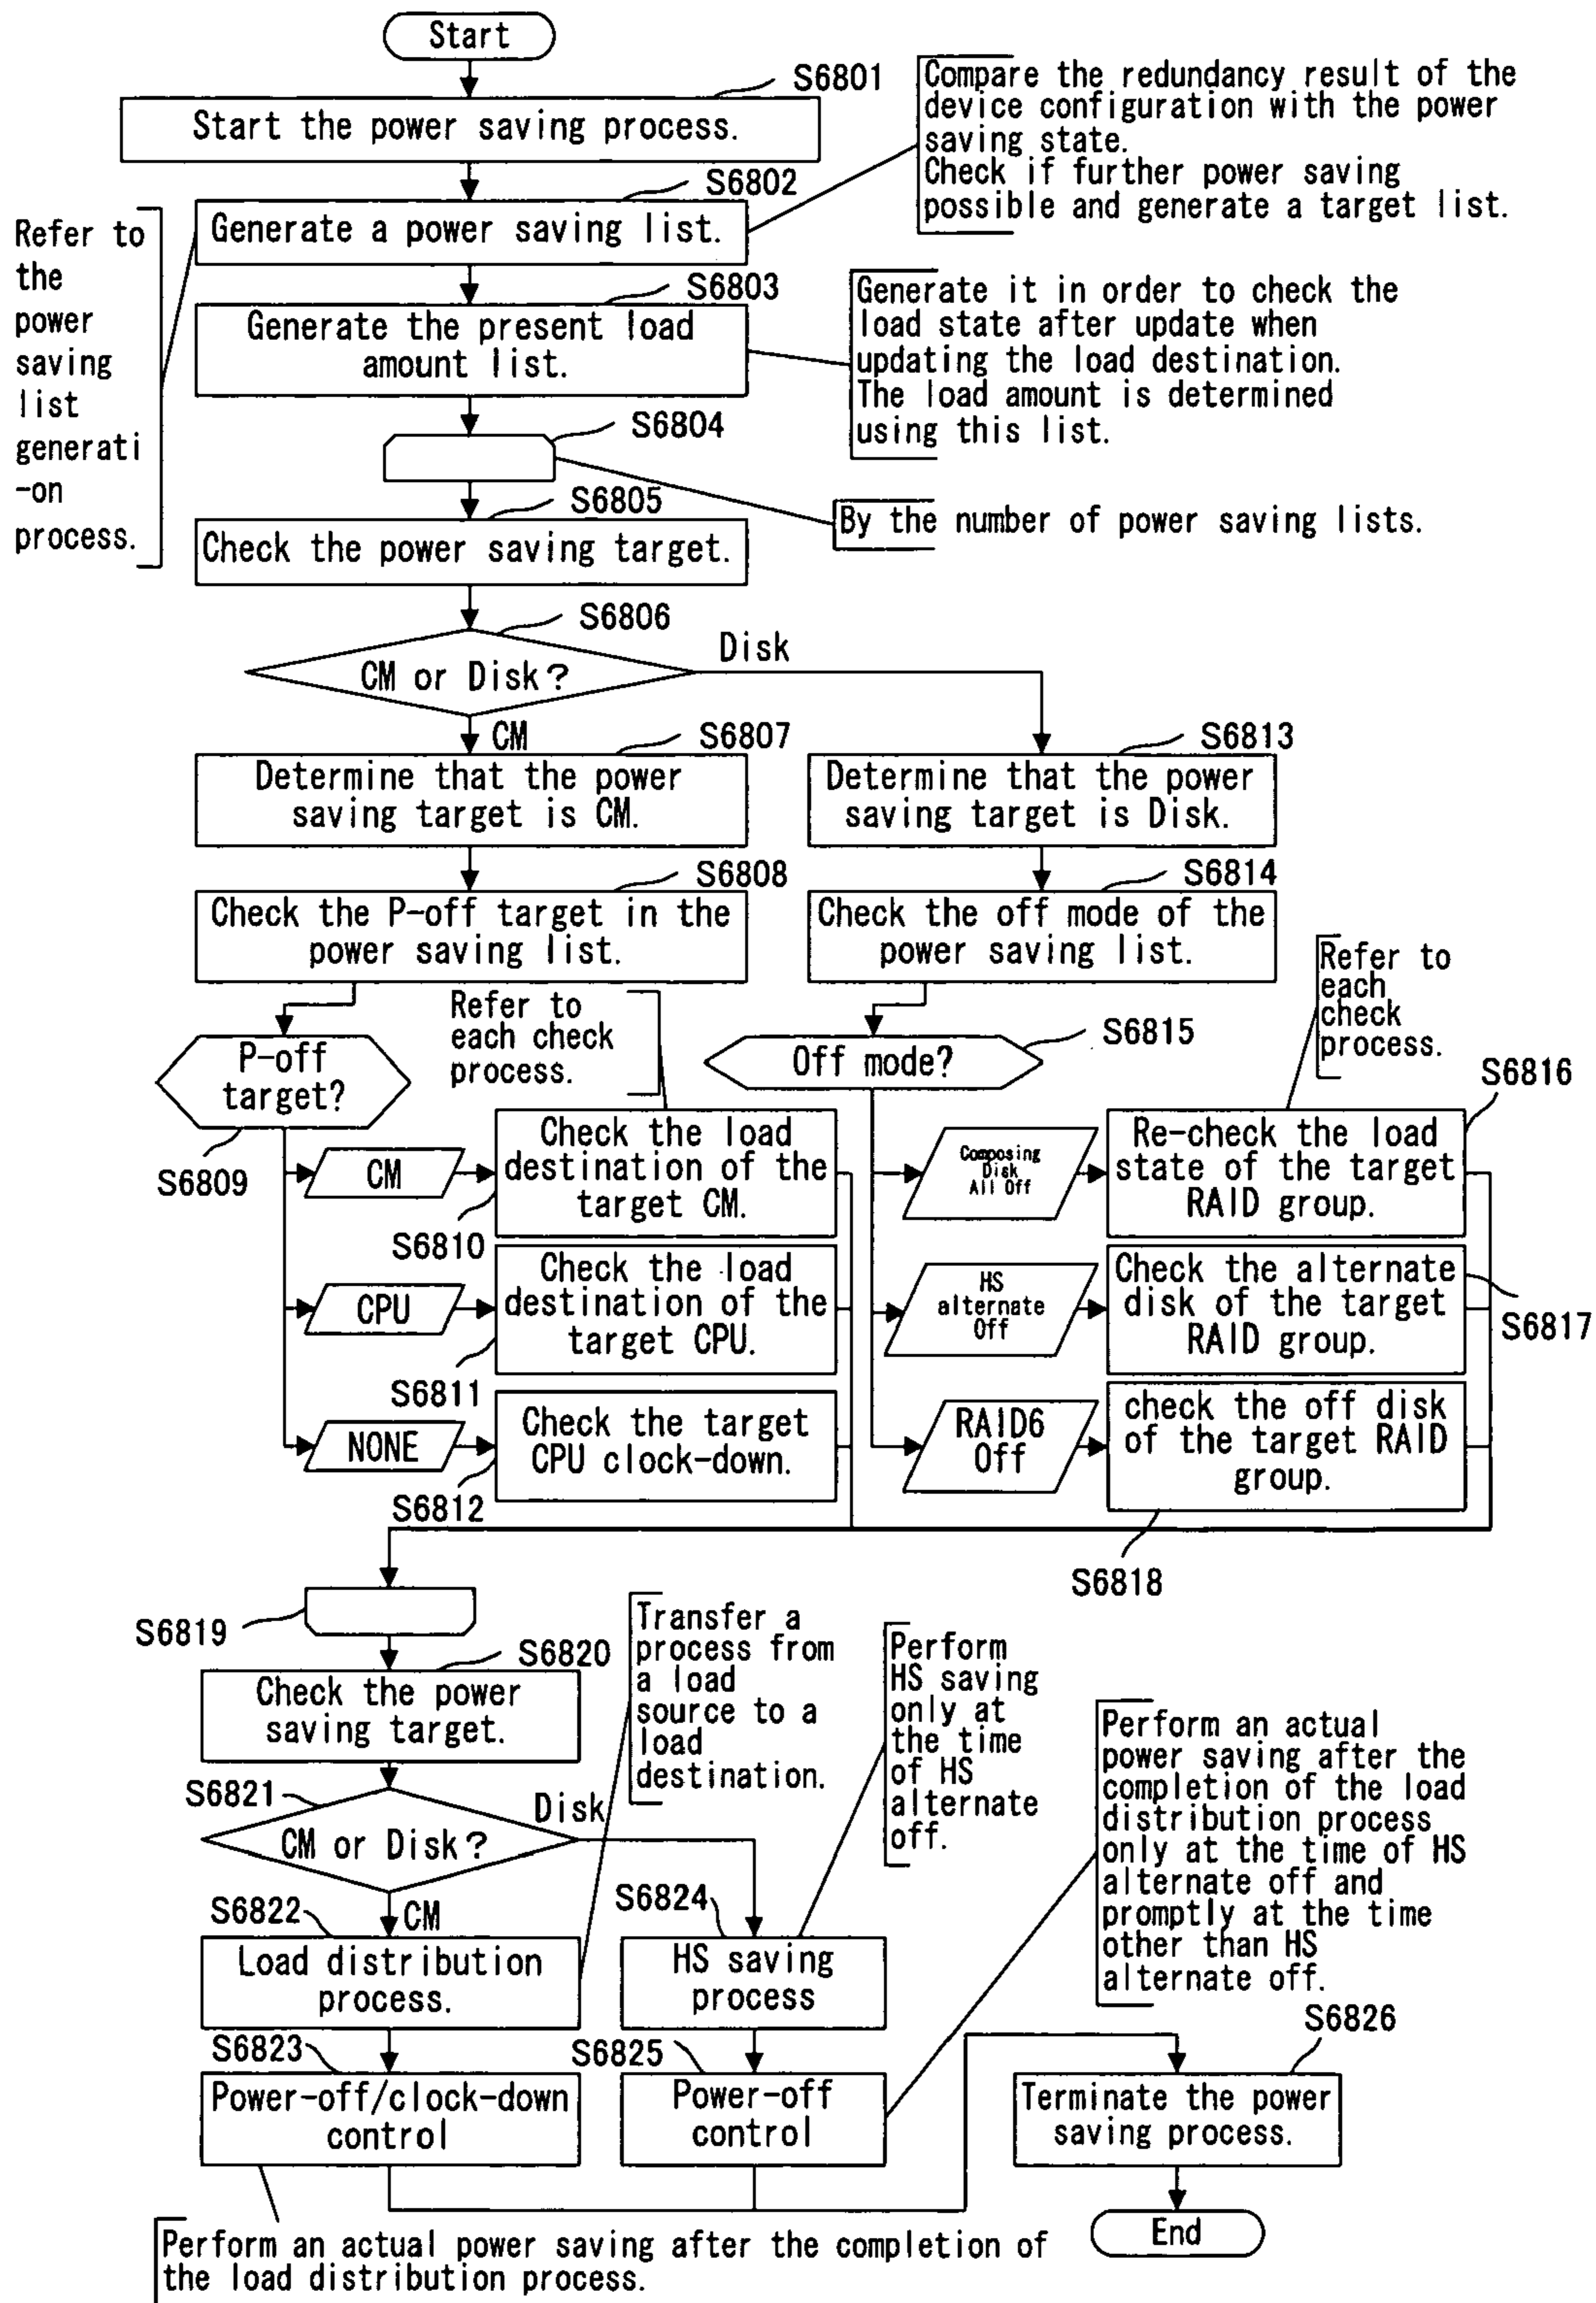 Start
S6801
Start the power saving process.
Compare the redundancy result of the
device configuration with the power
saving state.
Check if further power saving
possible and generate a target list.
S6802
Generate a power saving list.
Refer to
the
power
saving
list
generati
-on
process.
S6803
Generate the present load
amount list.
Generate it in order to check the
load state after update when
updating the load destination.
The load amount is determined
using this list.
S6804
By the number of power saving lists.
S6805
Check the power saving target.
S6806
CM or Disk?
Disk
CM
S6807
Determine that the power
saving target is CM.
S6813
Determine that the power
saving target is Disk.
S6808
Check the P-off target in the
power saving list.
S6814
Check the off mode of the
power saving list.
Refer to
each check
process.
Refer to
each
check
process.
P-off
target?
S6809
Off mode?
S6815
CM
Check the load
destination of the
target CM.
S6810
Composing
Disk
All Off
Re-check the load
state of the target
RAID group.
S6816
CPU
Check the load
destination of the
target CPU.
S6811
HS
alternate
Off
Check the alternate
disk of the target
RAID group.
S6817
NONE
Check the target
CPU clock-down.
S6812
RAID6
Off
check the off disk
of the target RAID
group.
S6818
S6819
S6820
Check the power
saving target.
Transfer a
process from
a load
source to a
load
destination.
Perform
HS saving
only at
the time
of HS
alternate
off.
Perform an actual
power saving after the
completion of the load
distribution process
only at the time of HS
alternate off and
promptly at the time
other than HS
alternate off.
S6821
CM or Disk?
Disk
CM
S6822
Load distribution
process.
S6824
HS saving
process
S6823
Power-off/clock-down
control
S6825
Power-off
control
S6826
Terminate the power
saving process.
End
Perform an actual power saving after the completion of
the load distribution process.